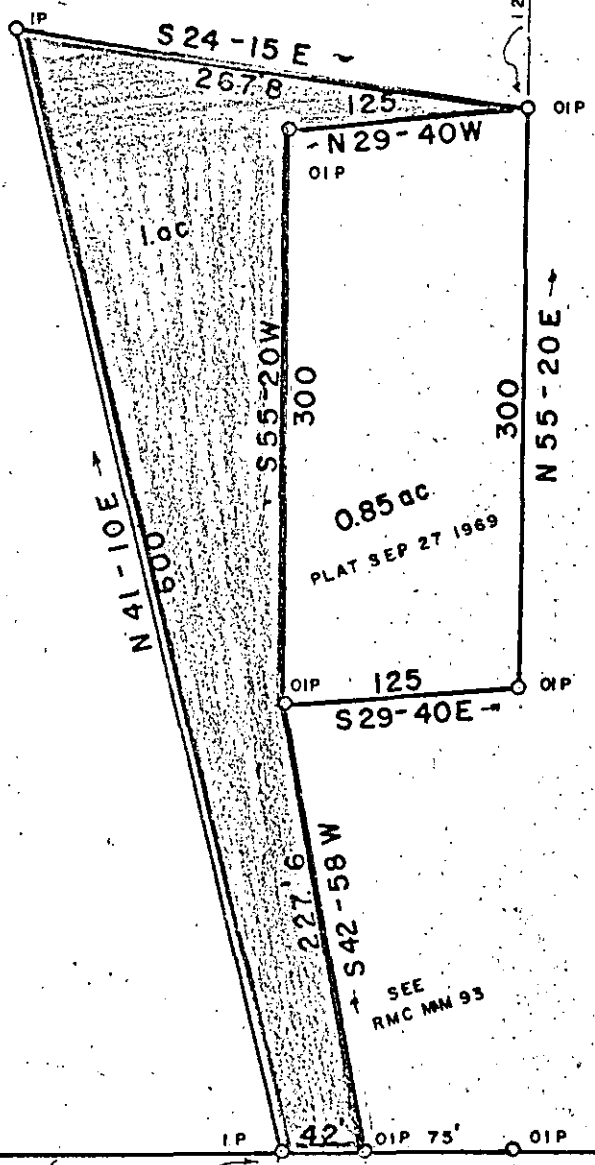 IP
S 24-15 E
267'8
12
125
OIP
N 29-40W
OIP
1.ac
S 55-20W
300
300
N 55-20E
N 41-10E
600
0.85 ac
PLAT SEP 27 1969
OIP
125
OIP
S 29-40E
227.'6
S 42-58 W
SEE
RMC MM 93
I.P
42'
OIP
75'
OIP